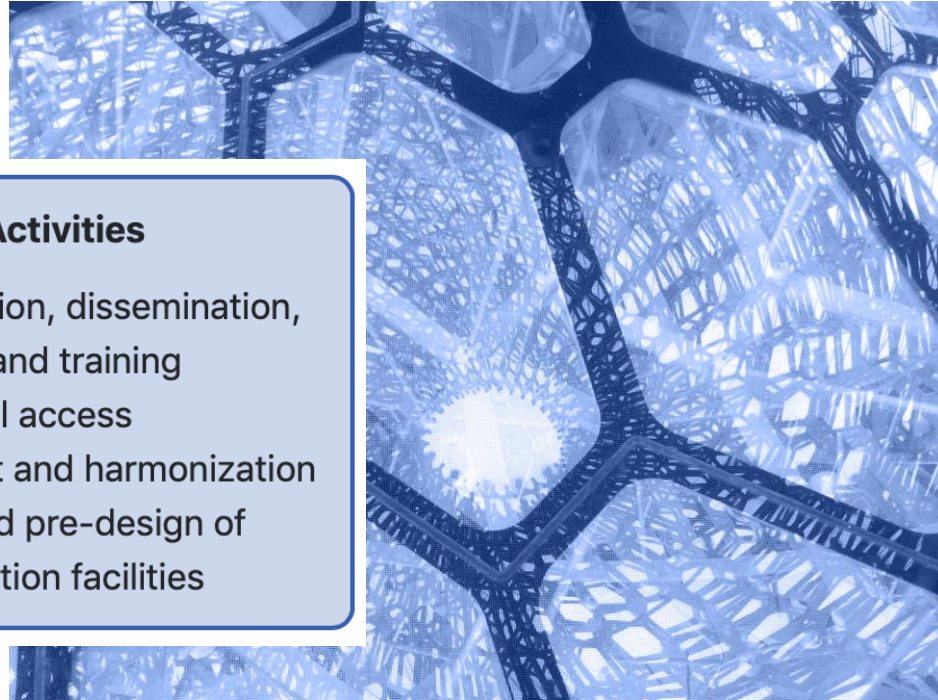 Activities
ion, dissemination,
and training
l access
t and harmonization
d pre-design of
tion facilities